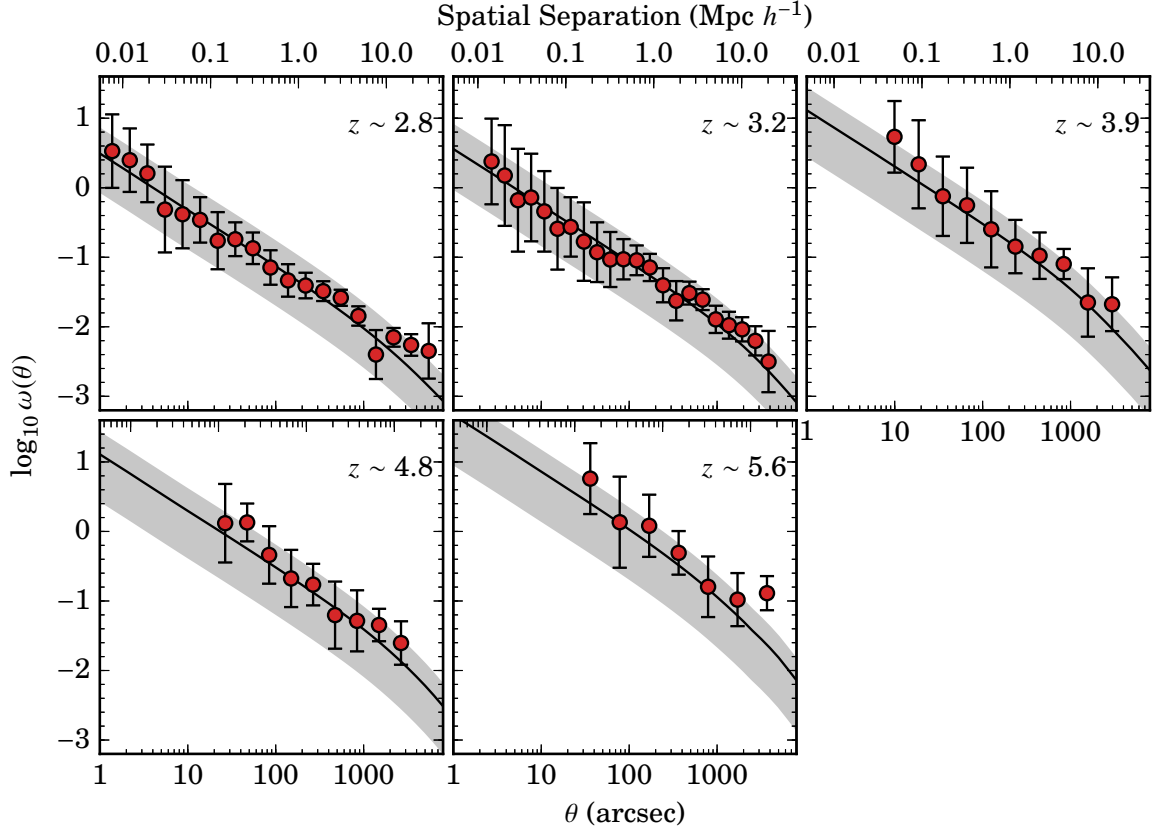 Spatial Separation (Mpc h⁻¹)
0.01 0.1 1.0 10.0 0.01 0.1 1.0 10.0 0.01 0.1 1.0 10.0
z ∼ 2.8 z ∼ 3.2 z ∼ 3.9
1
0
−1
−2
−3
1 10 100 1000
log₁₀ ω(θ)
z ∼ 4.8 z ∼ 5.6
1
0
−1
−2
−3
1 10 100 1000 1 10 100 1000
θ (arcsec)